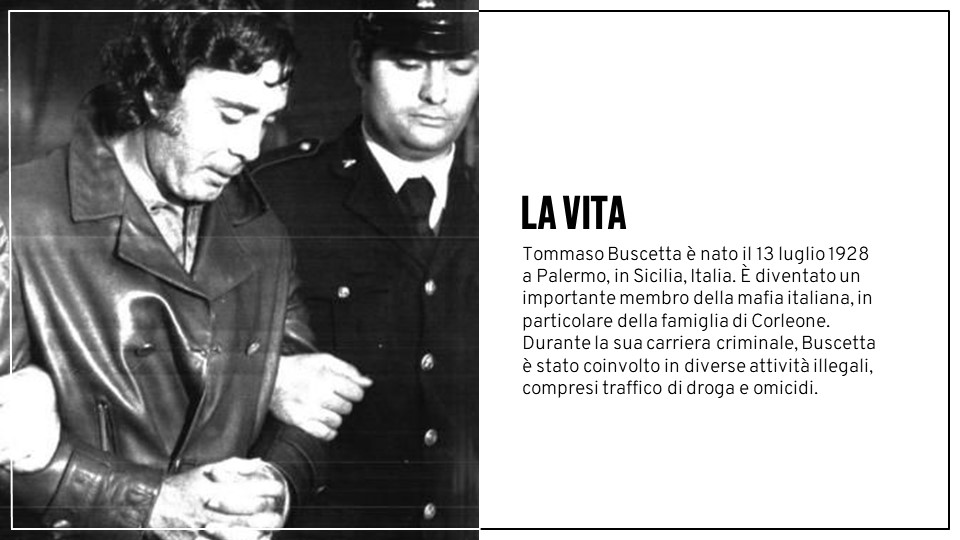 LA VITA
Tommaso Buscetta è nato il 13 luglio 1928
a Palermo, in Sicilia, Italia. È diventato un
importante membro della mafia italiana, in
particolare della famiglia di Corleone.
Durante la sua carriera criminale, Buscetta
è stato coinvolto in diverse attività illegali,
compresi traffico di droga e omicidi.